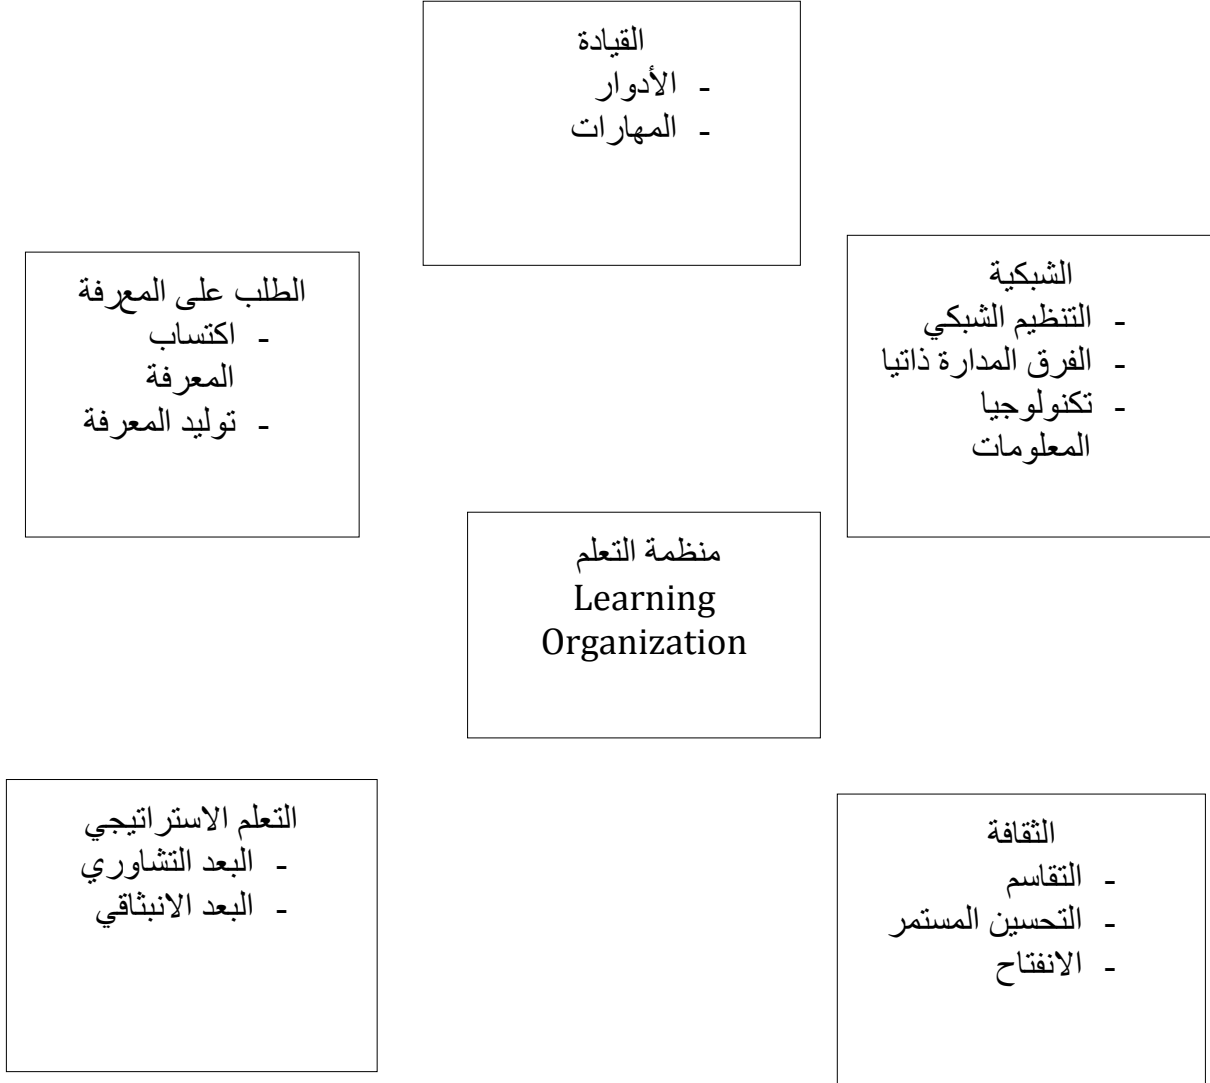 القيادة
- الأدوار
- المهارات
الشبكية
- التنظيم الشبكي
- الفرق المدارة ذاتيا
- تكنولوجيا
المعلومات
الطلب على المعرفة
- اكتساب
المعرفة
- توليد المعرفة
منظمة التعلم
Learning
Organization
الثقافة
- التقاسم
- التحسين المستمر
- الانفتاح
التعلم الاستراتيجي
- البعد التشاوري
- البعد الانبثاقي